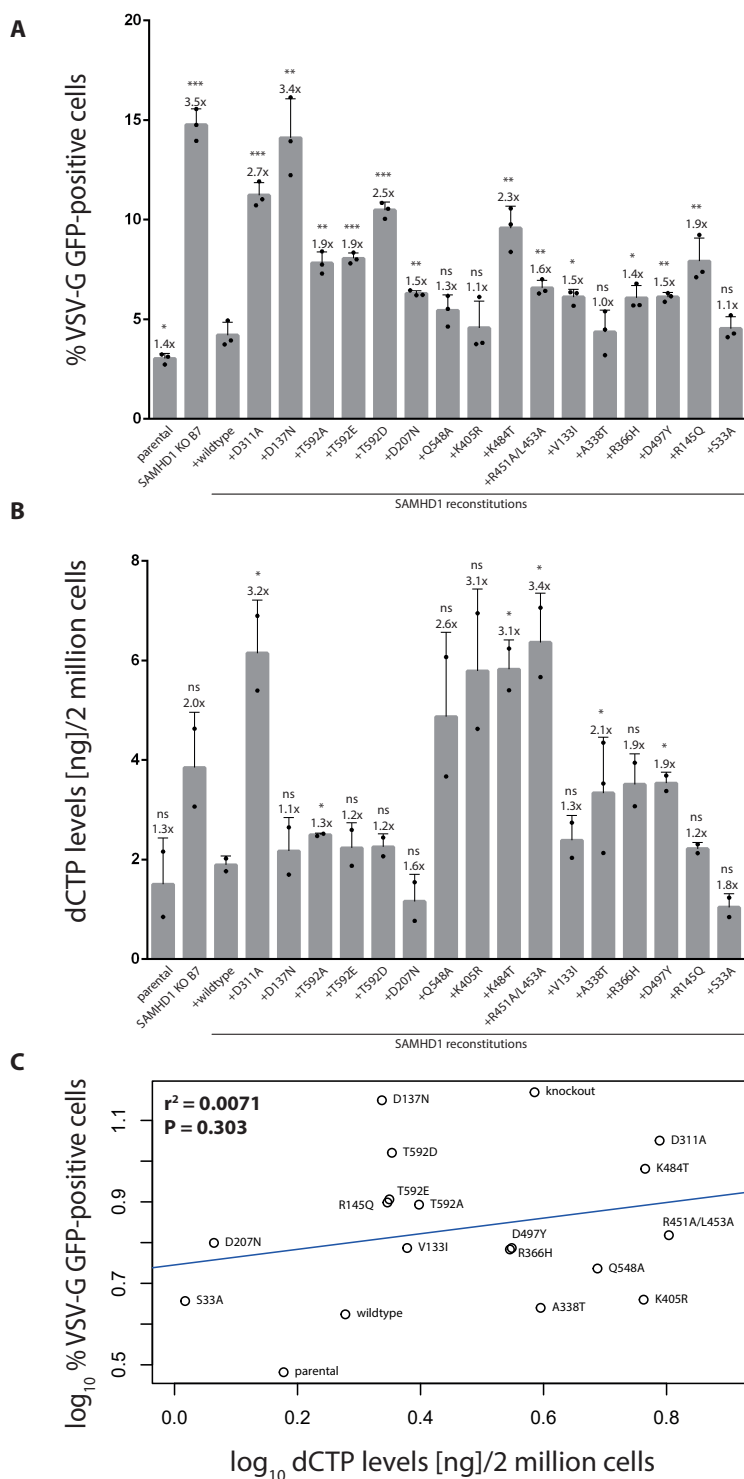 A
% VSV-G GFP-positive cells
20
15
10
5
0
*
1.4x
***
3.5x
***
2.7x
**
3.4x
**
1.9x
***
1.9x
***
2.5x
**
1.5x
ns
1.3x
ns
1.1x
**
2.3x
**
1.6x
*
1.5x
ns
1.0x
*
1.4x
**
1.5x
**
1.9x
ns
1.1x
parental
SAMHD1 KO B7
+wildtype
+D311A
+D137N
+T592A
+T592E
+T592D
+D207N
+Q548A
+K405R
+K484T
+R451A/L453A
+V133I
+A338T
+R366H
+D497Y
+R145Q
+S33A
SAMHD1 reconstitutions
B
dCTP levels [ng]/2 million cells
8
6
4
2
0
ns
1.3x
ns
2.0x
*
3.2x
ns
1.1x
*
1.3x
ns
1.2x
ns
1.2x
ns
1.6x
ns
2.6x
ns
3.1x
*
3.1x
*
3.4x
ns
1.3x
*
2.1x
ns
1.9x
*
1.9x
ns
1.2x
ns
1.8x
parental
SAMHD1 KO B7
+wildtype
+D311A
+D137N
+T592A
+T592E
+T592D
+D207N
+Q548A
+K405R
+K484T
+R451A/L453A
+V133I
+A338T
+R366H
+D497Y
+R145Q
+S33A
SAMHD1 reconstitutions
C
log10 % VSV-G GFP-positive cells
1.1
0.9
0.7
0.5
r² = 0.0071
P = 0.303
D137N
knockout
T592D
D311A
K484T
T592E
R145Q
T592A
R451A/L453A
D207N
V133I
D497Y
R366H
Q548A
S33A
wildtype
A338T
K405R
parental
0.0
0.2
0.4
0.6
0.8
log10 dCTP levels [ng]/2 million cells